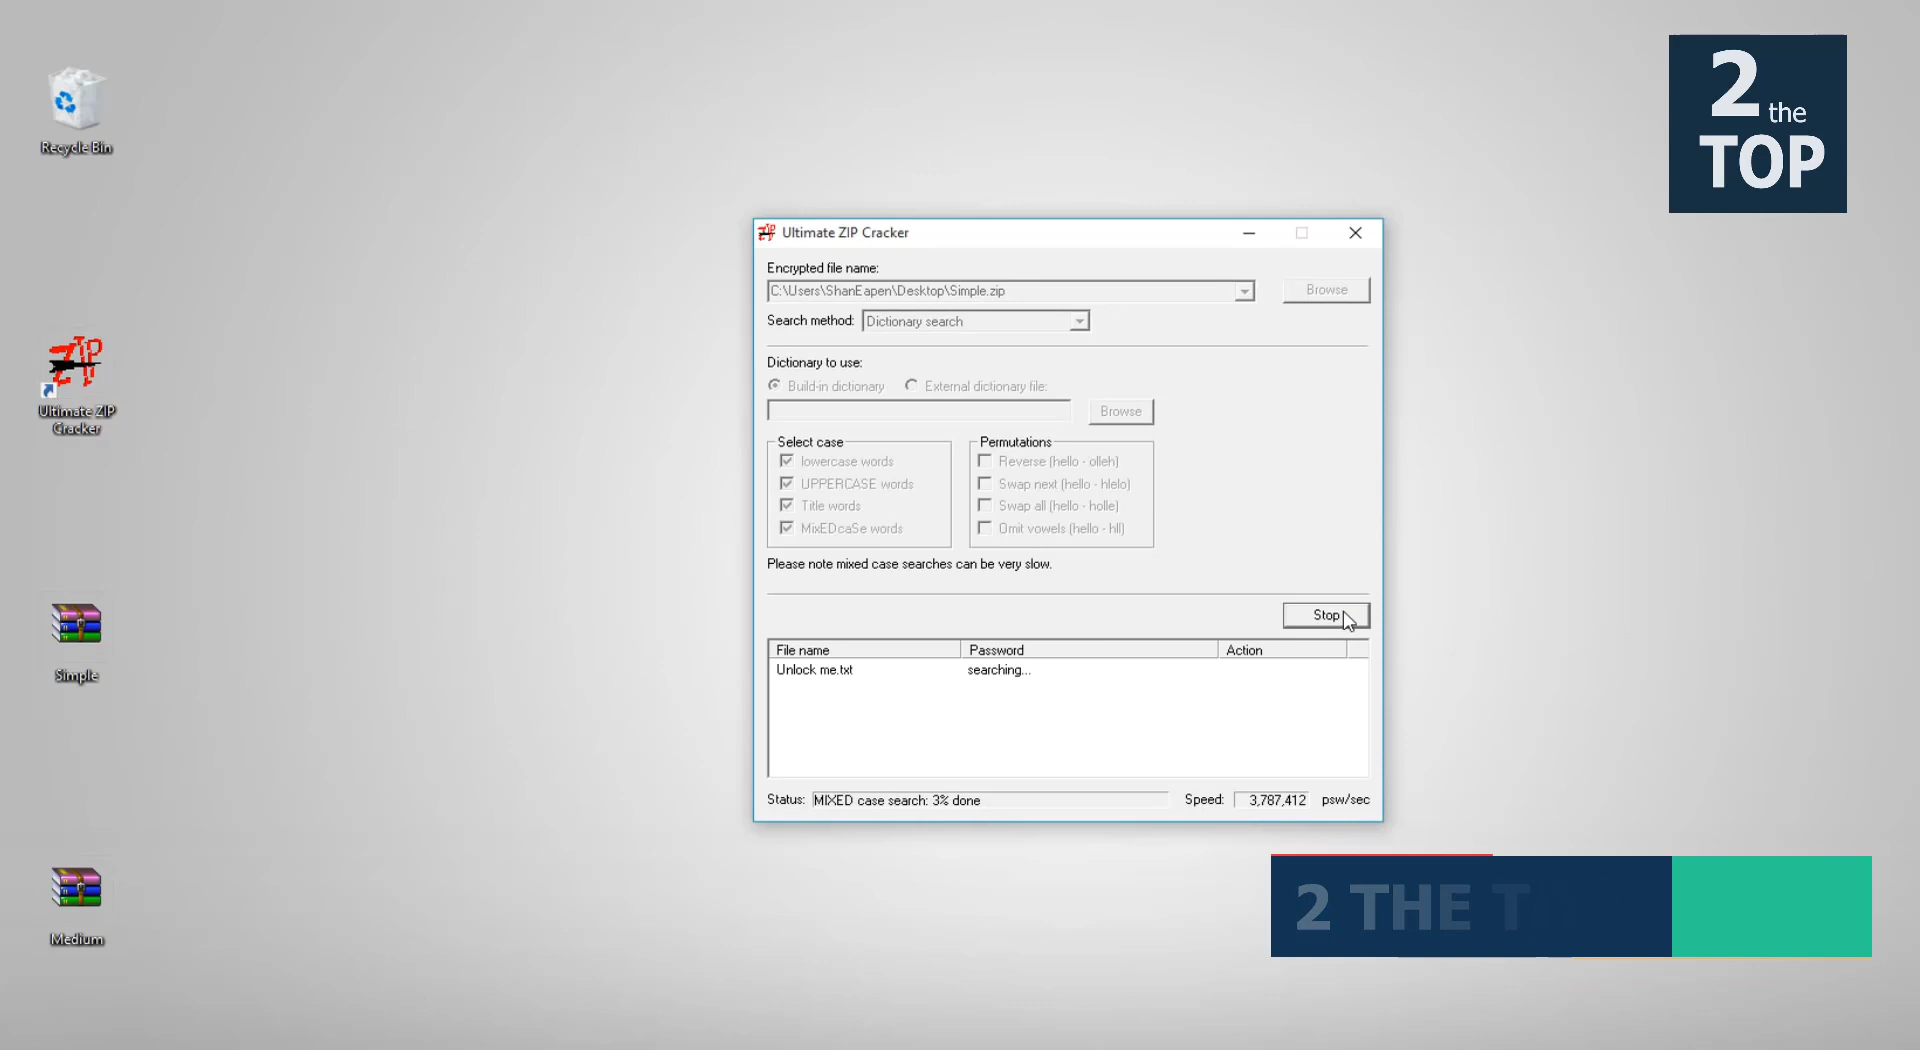 2
the
TOP
Recycle Bin
Ultimate ZIP
Cracker
Simple
Medium
Ultimate ZIP Cracker
Encrypted file name:
C:\Users\ShanEapen\Desktop\Simple.zip
Browse
Search method: Dictionary search
Dictionary to use:
Build-in dictionary External dictionary file:
Browse
Select case
lowercase words
UPPERCASE words
Title words
MixEDcaSe words
Permutations
Reverse (hello - olleh)
Swap next (hello - hlelo)
Swap all (hello - holle)
Omit vowels (hello - hll)
Please note mixed case searches can be very slow.
Stop
File name Password Action
Unlock me.txt searching...
Status: MIXED case search: 3% done Speed: 3,787,412 psw/sec
2 THE T